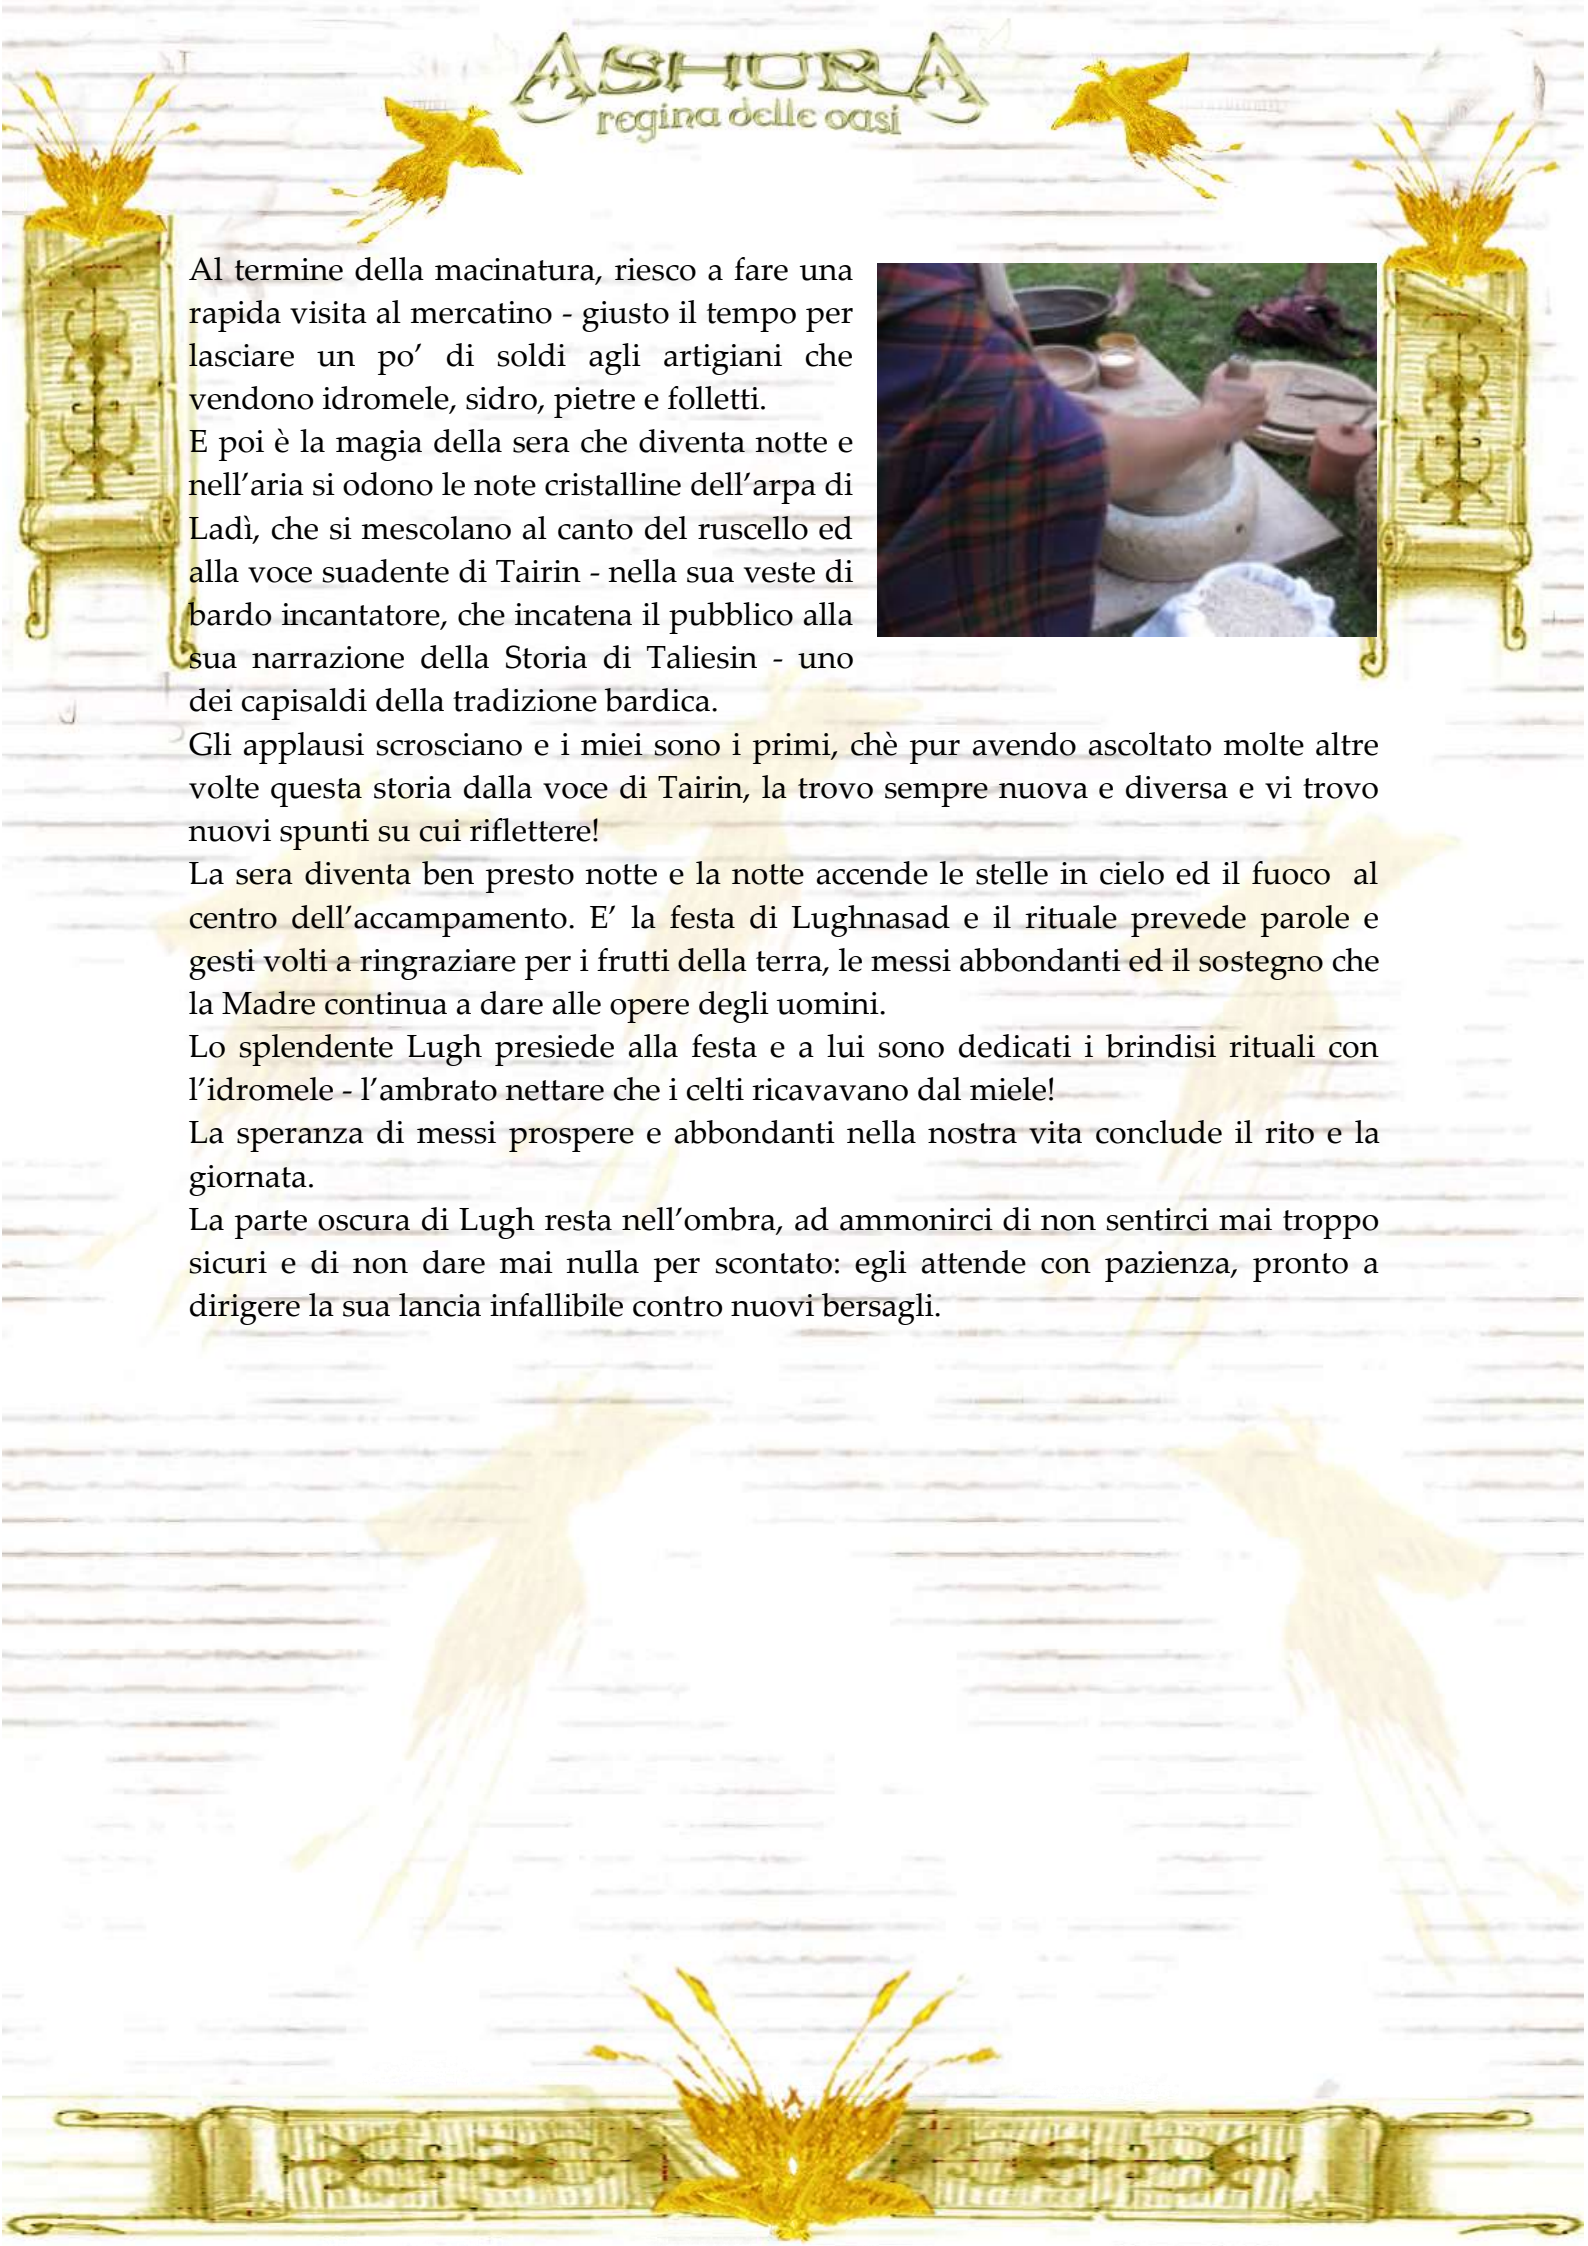 ASHURA
regina delle oasi
Al termine della macinatura, riesco a fare una
rapida visita al mercatino - giusto il tempo per
lasciare un po’ di soldi agli artigiani che
vendono idromele, sidro, pietre e folletti.
E poi è la magia della sera che diventa notte e
nell’aria si odono le note cristalline dell’arpa di
Ladì, che si mescolano al canto del ruscello ed
alla voce suadente di Tairin - nella sua veste di
bardo incantatore, che incatena il pubblico alla
sua narrazione della Storia di Taliesin - uno
dei capisaldi della tradizione bardica.
Gli applausi scrosciano e i miei sono i primi, chè pur avendo ascoltato molte altre
volte questa storia dalla voce di Tairin, la trovo sempre nuova e diversa e vi trovo
nuovi spunti su cui riflettere!
La sera diventa ben presto notte e la notte accende le stelle in cielo ed il fuoco  al
centro dell’accampamento. E’ la festa di Lughnasad e il rituale prevede parole e
gesti volti a ringraziare per i frutti della terra, le messi abbondanti ed il sostegno che
la Madre continua a dare alle opere degli uomini.
Lo splendente Lugh presiede alla festa e a lui sono dedicati i brindisi rituali con
l’idromele - l’ambrato nettare che i celti ricavavano dal miele!
La speranza di messi prospere e abbondanti nella nostra vita conclude il rito e la
giornata.
La parte oscura di Lugh resta nell’ombra, ad ammonirci di non sentirci mai troppo
sicuri e di non dare mai nulla per scontato: egli attende con pazienza, pronto a
dirigere la sua lancia infallibile contro nuovi bersagli.